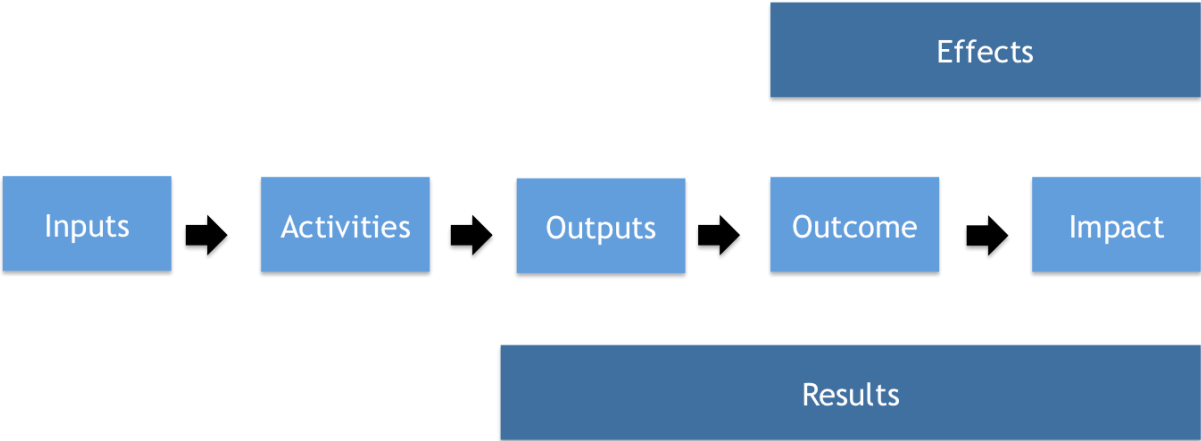 Effects
Inputs
Activities
Outputs
Outcome
Impact
Results